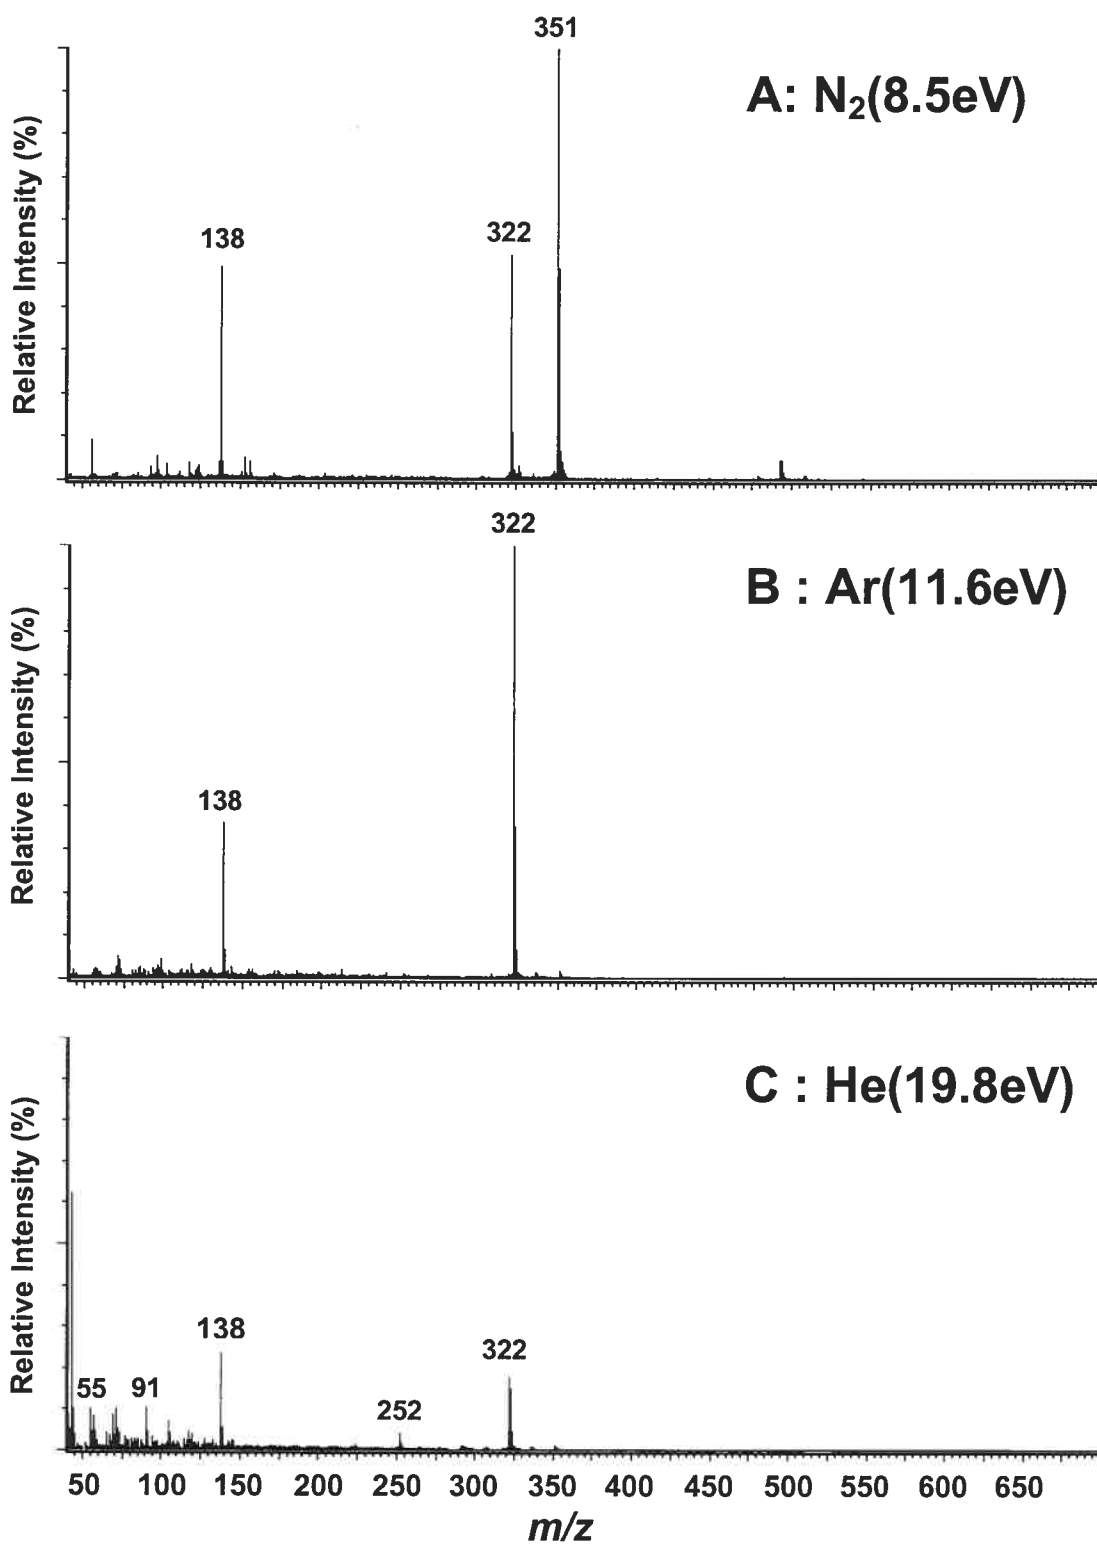 351
A: N₂(8.5eV)
322
138
Relative Intensity (%)
322
B : Ar(11.6eV)
138
Relative Intensity (%)
C : He(19.8eV)
138
322
55 91
252
Relative Intensity (%)
50 100 150 200 250 300 350 400 450 500 550 600 650
m/z